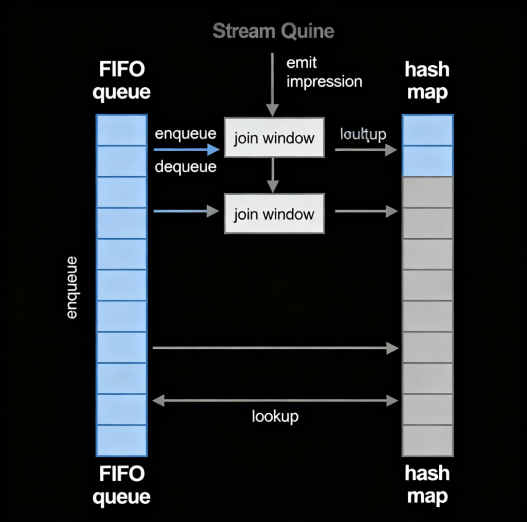 Stream Quine
emit
impression
FIFO
queue
hash
map
enqueue
join window
dequeue
join window
enqueue
lookup
FIFO
queue
hash
map